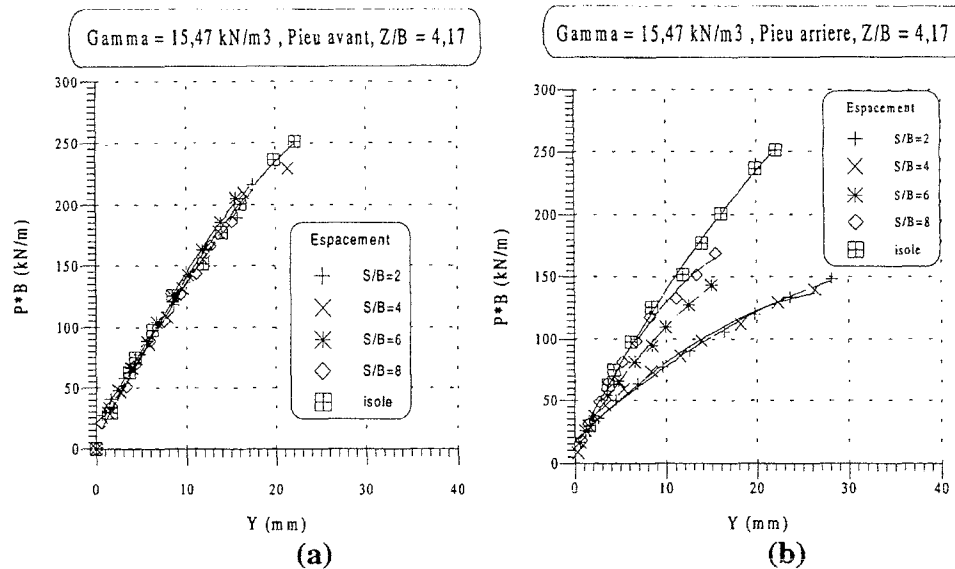 Gamma = 15,47 kN/m3 , Pieu avant, Z/B = 4,17
300
250
200
150
100
50
0
P*B (kN/m)
Espacement
S/B=2
S/B=4
S/B=6
S/B=8
isole
0
10
20
30
40
Y (mm)
(a)
Gamma = 15,47 kN/m3 , Pieu arriere, Z/B = 4,17
300
250
200
150
100
50
0
P*B (kN/m)
Espacement
S/B=2
S/B=4
S/B=6
S/B=8
isole
0
10
20
30
40
Y (mm)
(b)